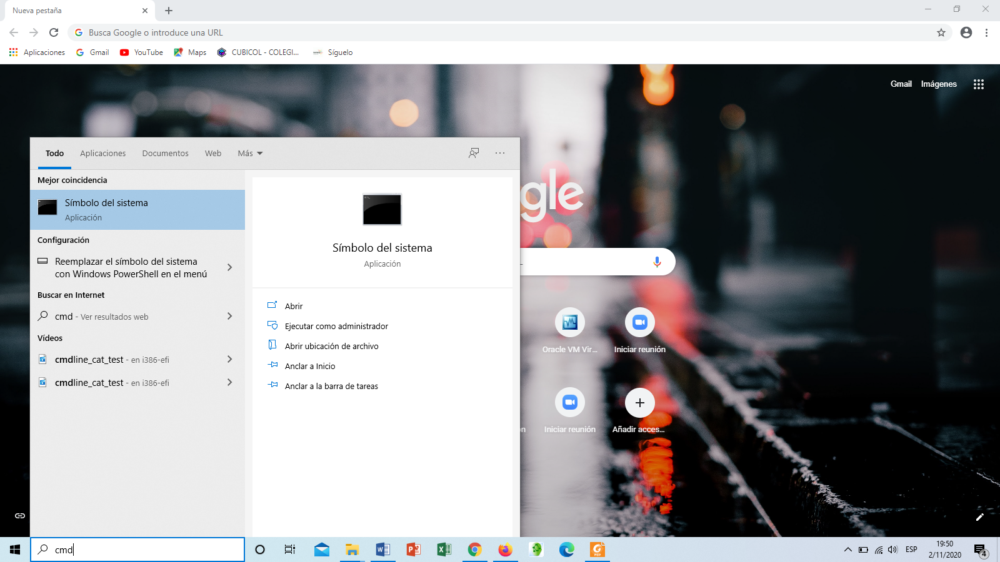 Nueva pestaña
Busca Google o introduce una URL
Aplicaciones
Gmail
YouTube
Maps
CUBICOL - COLEGI...
Síguelo
Gmail
Imágenes
Todo
Aplicaciones
Documentos
Web
Más
Mejor coincidencia
Símbolo del sistema
Aplicación
Configuración
Reemplazar el símbolo del sistema
con Windows PowerShell en el menú
Buscar en Internet
cmd - Ver resultados web
Vídeos
cmdline_cat_test - en i386-efi
cmdline_cat_test - en i386-efi
Símbolo del sistema
Aplicación
Abrir
Ejecutar como administrador
Abrir ubicación de archivo
Anclar a Inicio
Anclar a la barra de tareas
gle
Oracle VM Vir...
Iniciar reunión
Iniciar reunión
Añadir acces...
cmd
ESP
19:50
2/11/2020
4